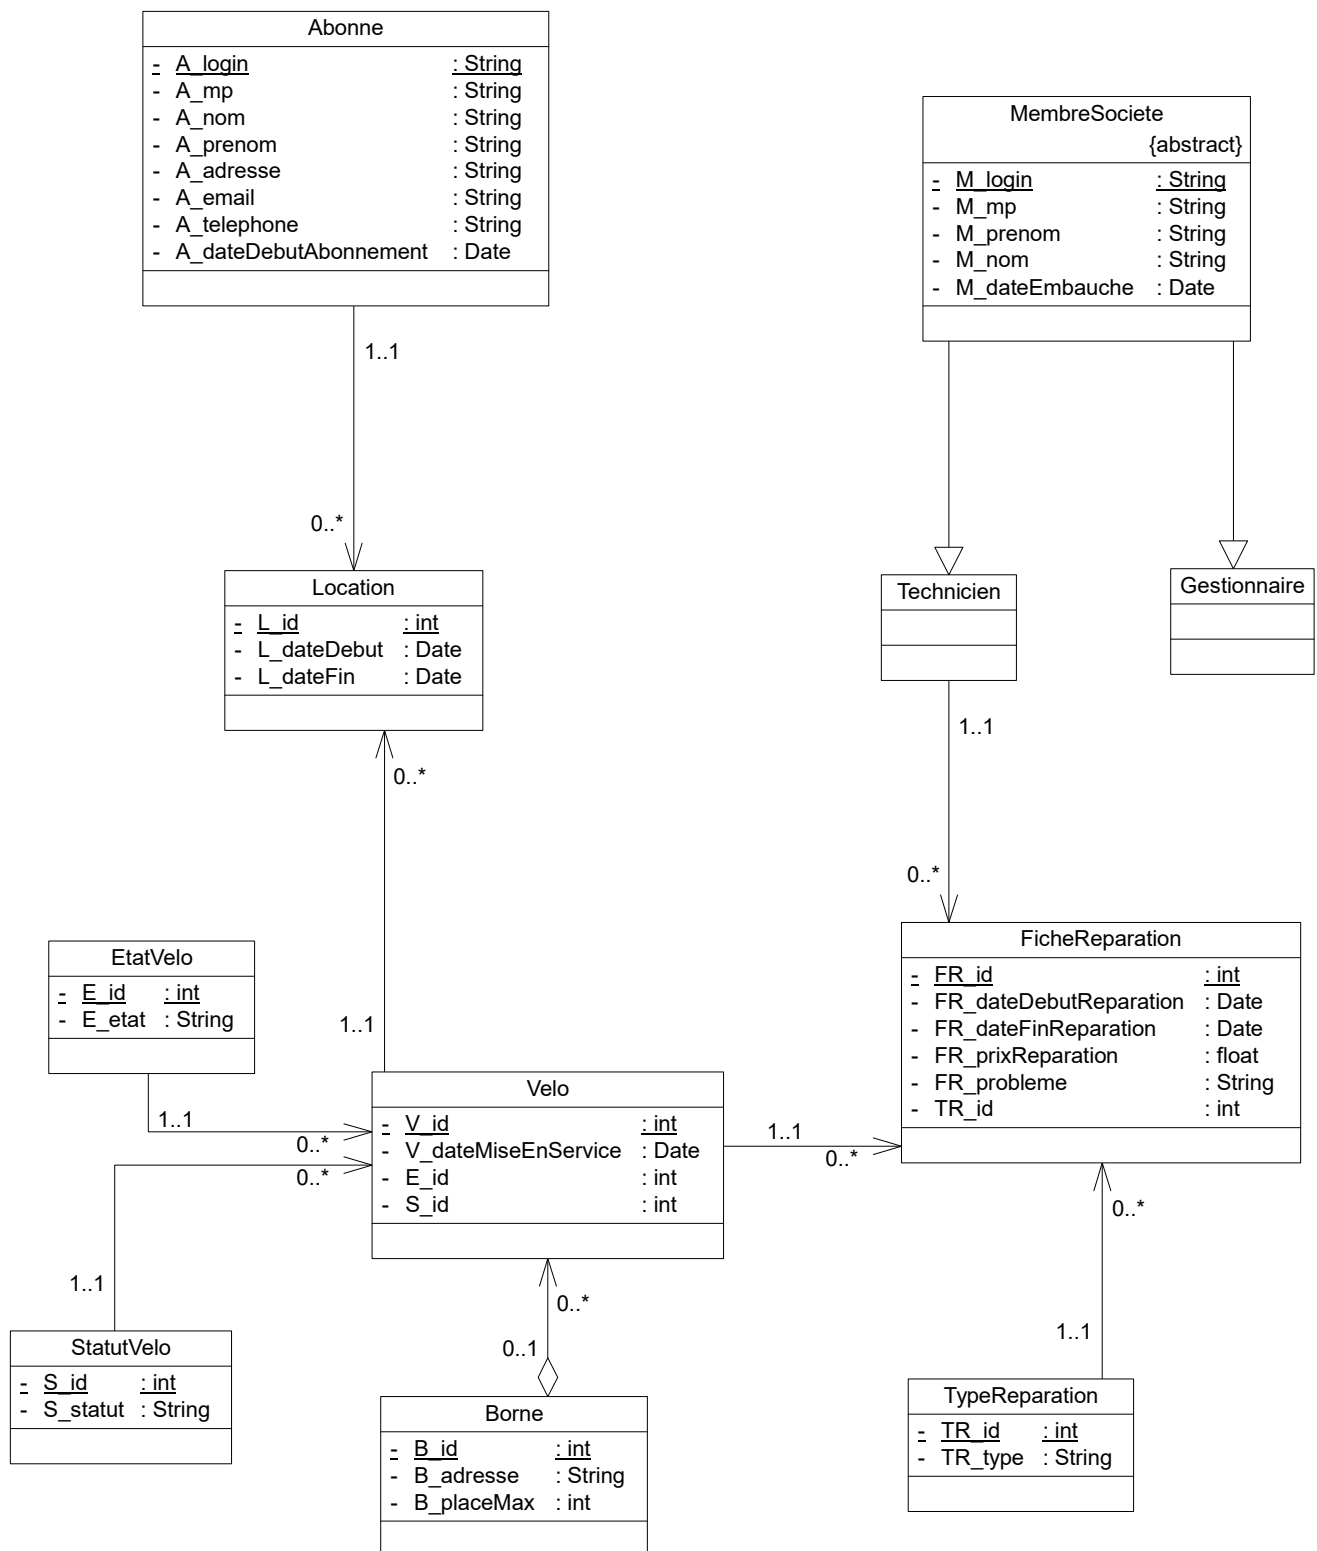 Abonne
- A_login : String
- A_mp : String
- A_nom : String
- A_prenom : String
- A_adresse : String
- A_email : String
- A_telephone : String
- A_dateDebutAbonnement : Date
MembreSociete
{abstract}
- M_login : String
- M_mp : String
- M_prenom : String
- M_nom : String
- M_dateEmbauche : Date
1..1
0..*
Location
- L_id : int
- L_dateDebut : Date
- L_dateFin : Date
Technicien
Gestionnaire
1..1
0..*
0..*
FicheReparation
- FR_id : int
- FR_dateDebutReparation : Date
- FR_dateFinReparation : Date
- FR_prixReparation : float
- FR_probleme : String
- TR_id : int
EtatVelo
- E_id : int
- E_etat : String
1..1
Velo
- V_id : int
- V_dateMiseEnService : Date
- E_id : int
- S_id : int
1..1
0..*
0..*
1..1
0..*
1..1
StatutVelo
- S_id : int
- S_statut : String
0..*
0..1
Borne
- B_id : int
- B_adresse : String
- B_placeMax : int
0..*
1..1
TypeReparation
- TR_id : int
- TR_type : String